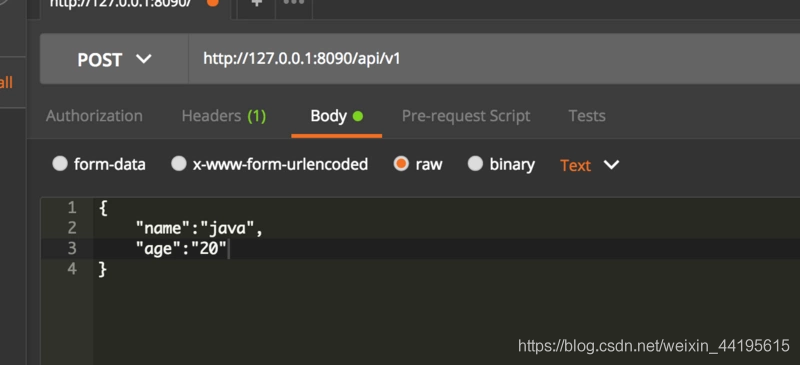 http://127.0.0.1:8090/
+
•••
all
POST
http://127.0.0.1:8090/api/v1
Authorization Headers (1) Body Pre-request Script Tests
form-data x-www-form-urlencoded raw binary Text
1 {
2 "name":"java",
3 "age":"20"
4 }
https://blog.csdn.net/weixin_44195615